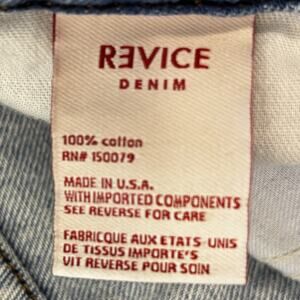 REVICE
DENIM
100% cotton
RN# 150079
MADE IN U.S.A.
WITH IMPORTED COMPONENTS
SEE REVERSE FOR CARE
FABRICQUE AUX ETATS UNIS
DE TISSUS IMPORTE'S
VIT REVERSE POUR SOIN